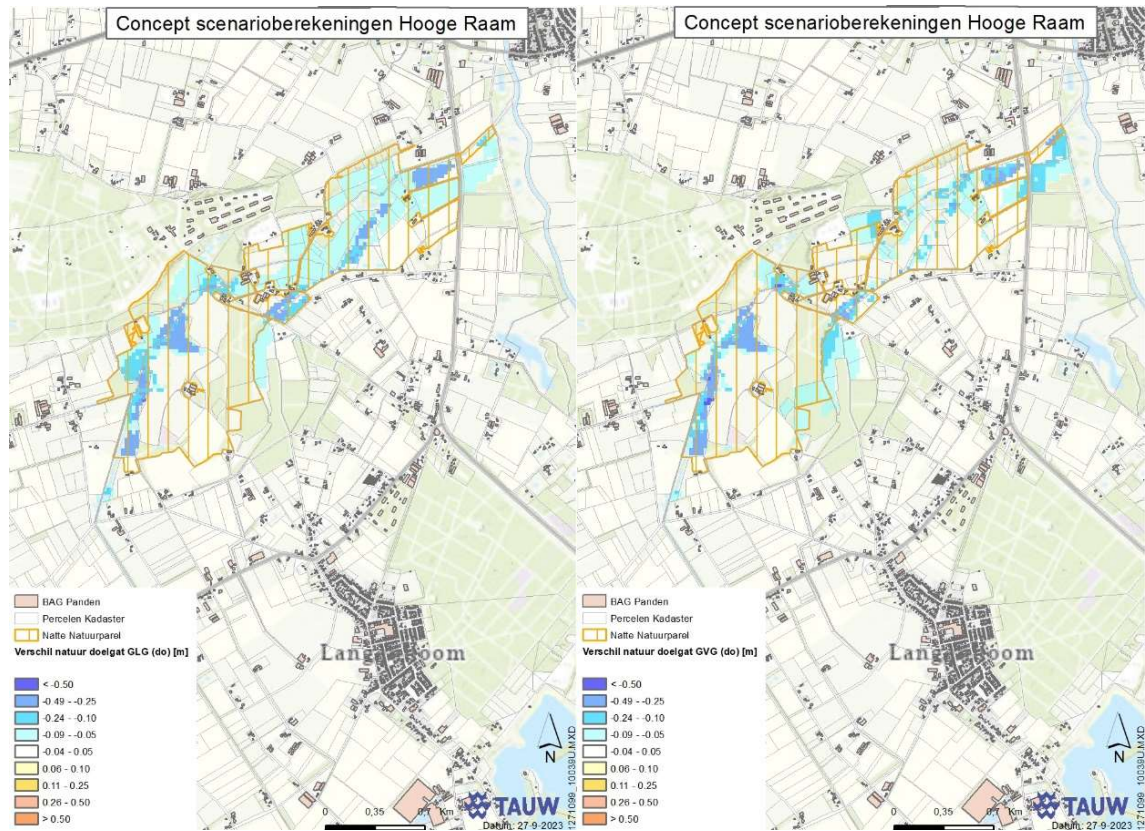 Concept scenarioberekeningen Hooge Raam
BAG Panden
Percelen Kadaster
Natte Natuurparel
Verschil natuur doelgat GLG (do) [m]
< -0.50
-0.49 - -0.25
-0.24 - -0.10
-0.09 - -0.05
-0.04 - 0.05
0.06 - 0.10
0.11 - 0.25
0.26 - 0.50
> 0.50
0 0,35 0,7 Km
N
TAUW
Datum: 27-9-2023
Concept scenarioberekeningen Hooge Raam
BAG Panden
Percelen Kadaster
Natte Natuurparel
Verschil natuur doelgat GVG (do) [m]
< -0.50
-0.49 - -0.25
-0.24 - -0.10
-0.09 - -0.05
-0.04 - 0.05
0.06 - 0.10
0.11 - 0.25
0.26 - 0.50
> 0.50
0 0,35 0,7 Km
N
TAUW
Datum: 27-9-2023